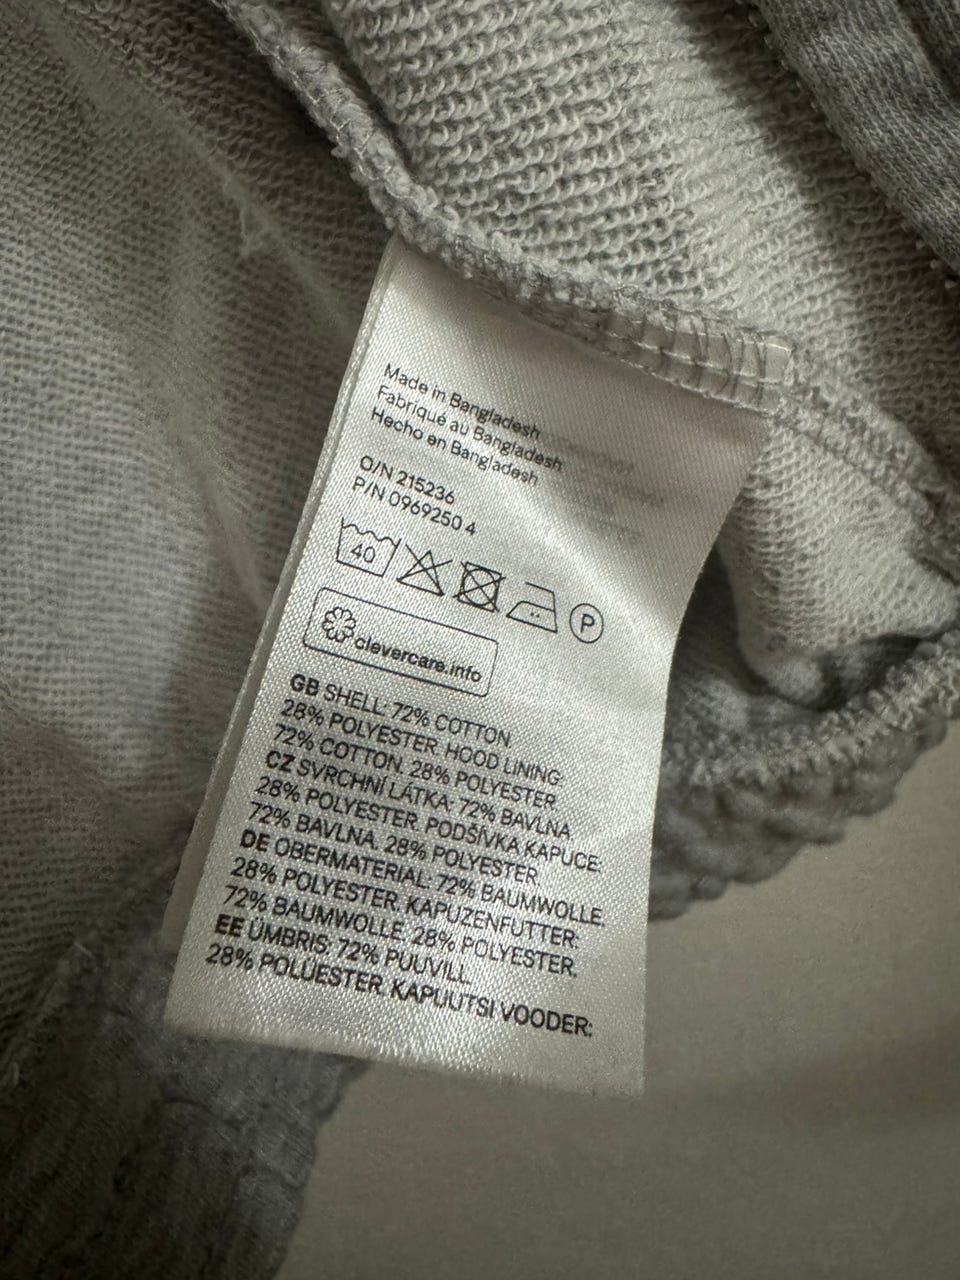 Made in Bangladesh
Fabriqué au Bangladesh
Hecho en Bangladesh
O/N 215236
P/N 0969250 4
40
P
clevercare.info
GB SHELL: 72% COTTON,
28% POLYESTER. HOOD LINING:
72% COTTON, 28% POLYESTER
CZ SVRCHNÍ LÁTKA: 72% BAVLNA
28% POLYESTER. PODŠÍVKA KAPUCE:
72% BAVLNA, 28% POLYESTER.
DE OBERMATERIAL: 72% BAUMWOLLE.
28% POLYESTER. KAPUZENFUTTER:
72% BAUMWOLLE, 28% POLYESTER.
EE ÜMBRIS: 72% PUUVILL,
28% POLÜESTER. KAPUUTSI VOODER: